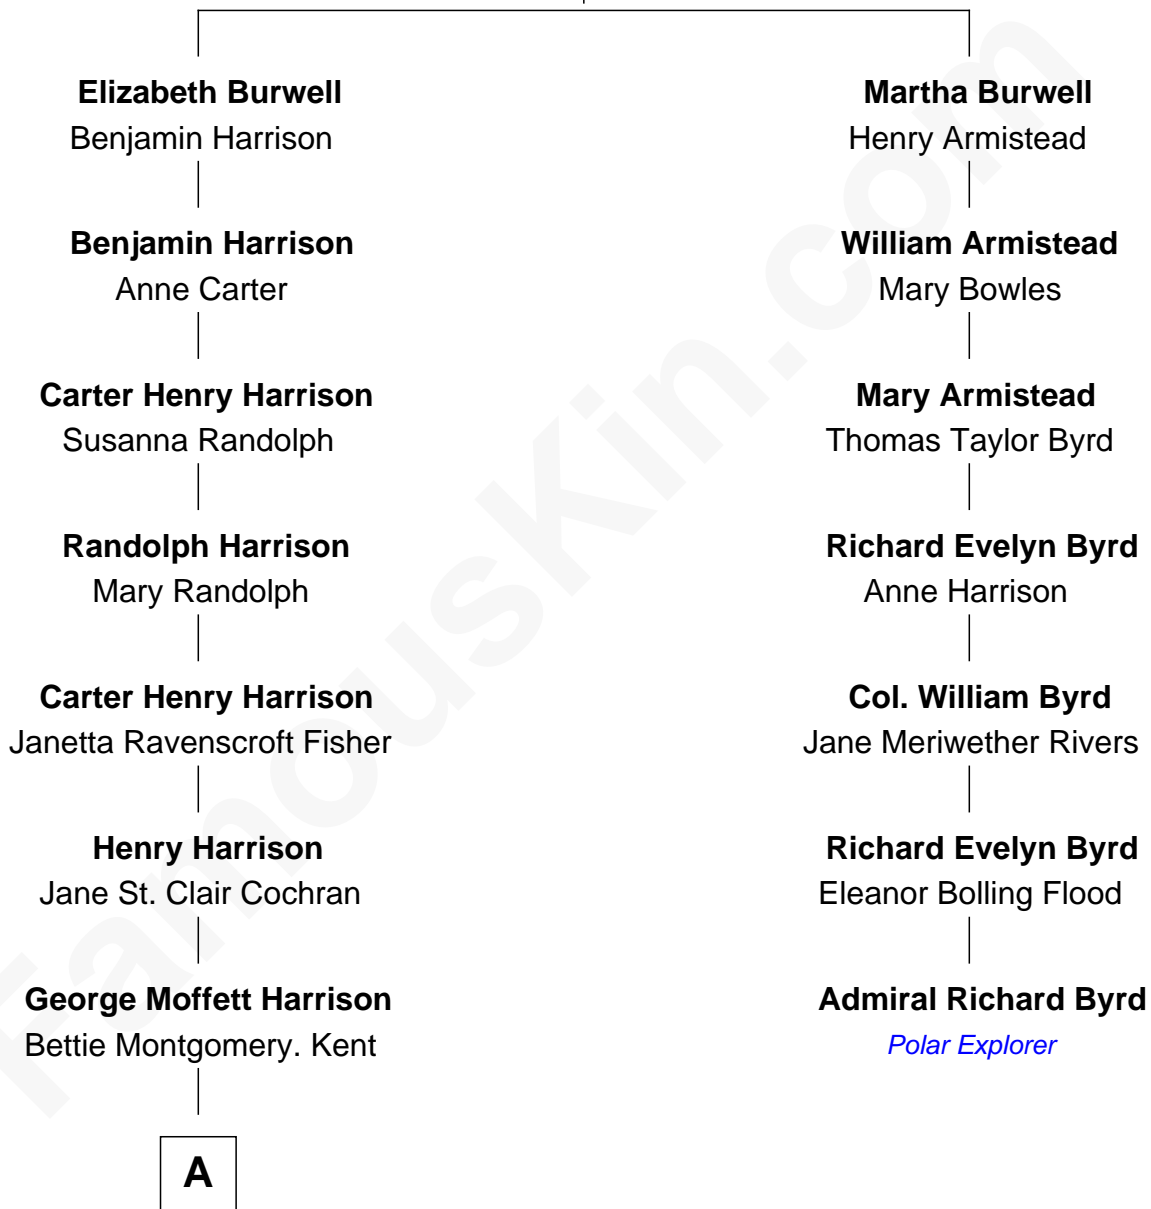 Elizabeth Burwell
Benjamin Harrison
Benjamin Harrison
Anne Carter
Carter Henry Harrison
Susanna Randolph
Randolph Harrison
Mary Randolph
Carter Henry Harrison
Janetta Ravenscroft Fisher
Henry Harrison
Jane St. Clair Cochran
George Moffett Harrison
Bettie Montgomery. Kent
A
Martha Burwell
Henry Armistead
William Armistead
Mary Bowles
Mary Armistead
Thomas Taylor Byrd
Richard Evelyn Byrd
Anne Harrison
Col. William Byrd
Jane Meriwether Rivers
Richard Evelyn Byrd
Eleanor Bolling Flood
Admiral Richard Byrd
Polar Explorer
FamousKin.com